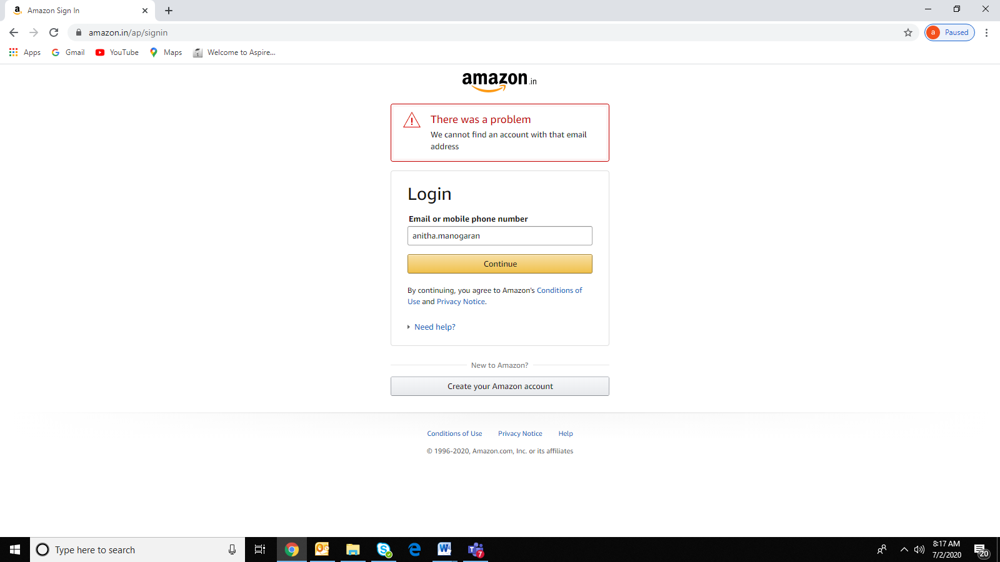 Amazon Sign In
amazon.in/ap/signin
a Paused
Apps Gmail YouTube Maps Welcome to Aspire...
amazon.in
There was a problem
We cannot find an account with that email
address
Login
Email or mobile phone number
anitha.manogaran
Continue
By continuing, you agree to Amazon's Conditions of
Use and Privacy Notice.
Need help?
New to Amazon?
Create your Amazon account
Conditions of Use Privacy Notice Help
© 1996-2020, Amazon.com, Inc. or its affiliates
Type here to search
7
8:17 AM
7/2/2020
20